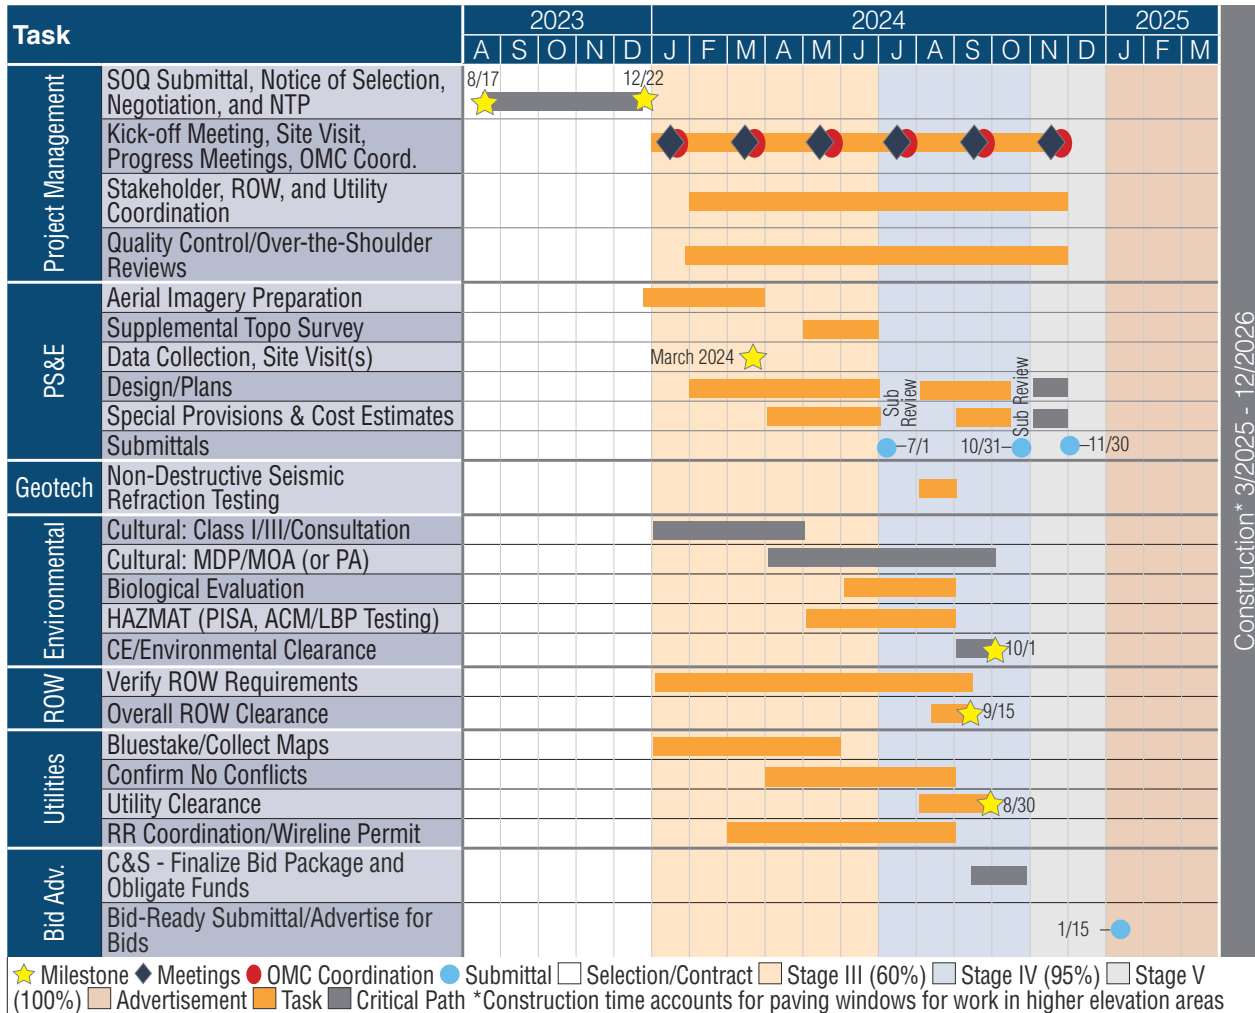 Task
2023
2024
2025
A S O N D J F M A M J J A S O N D J F M
Project Management
SOQ Submittal, Notice of Selection,
Negotiation, and NTP
8/17
12/22
Kick-off Meeting, Site Visit,
Progress Meetings, OMC Coord.
Stakeholder, ROW, and Utility
Coordination
Quality Control/Over-the-Shoulder
Reviews
PS&E
Aerial Imagery Preparation
Supplemental Topo Survey
Data Collection, Site Visit(s)
March 2024
Design/Plans
Special Provisions & Cost Estimates
Sub
Review
Sub Review
Submittals
7/1
10/31
11/30
Geotech
Non-Destructive Seismic
Refraction Testing
Environmental
Cultural: Class I/III/Consultation
Cultural: MDP/MOA (or PA)
Biological Evaluation
HAZMAT (PISA, ACM/LBP Testing)
CE/Environmental Clearance
10/1
ROW
Verify ROW Requirements
Overall ROW Clearance
9/15
Utilities
Bluestake/Collect Maps
Confirm No Conflicts
Utility Clearance
8/30
RR Coordination/Wireline Permit
Bid Adv.
C&S - Finalize Bid Package and
Obligate Funds
Bid-Ready Submittal/Advertise for
Bids
1/15
Construction* 3/2025 - 12/2026
Milestone Meetings OMC Coordination Submittal Selection/Contract Stage III (60%) Stage IV (95%) Stage V
(100%) Advertisement Task Critical Path *Construction time accounts for paving windows for work in higher elevation areas